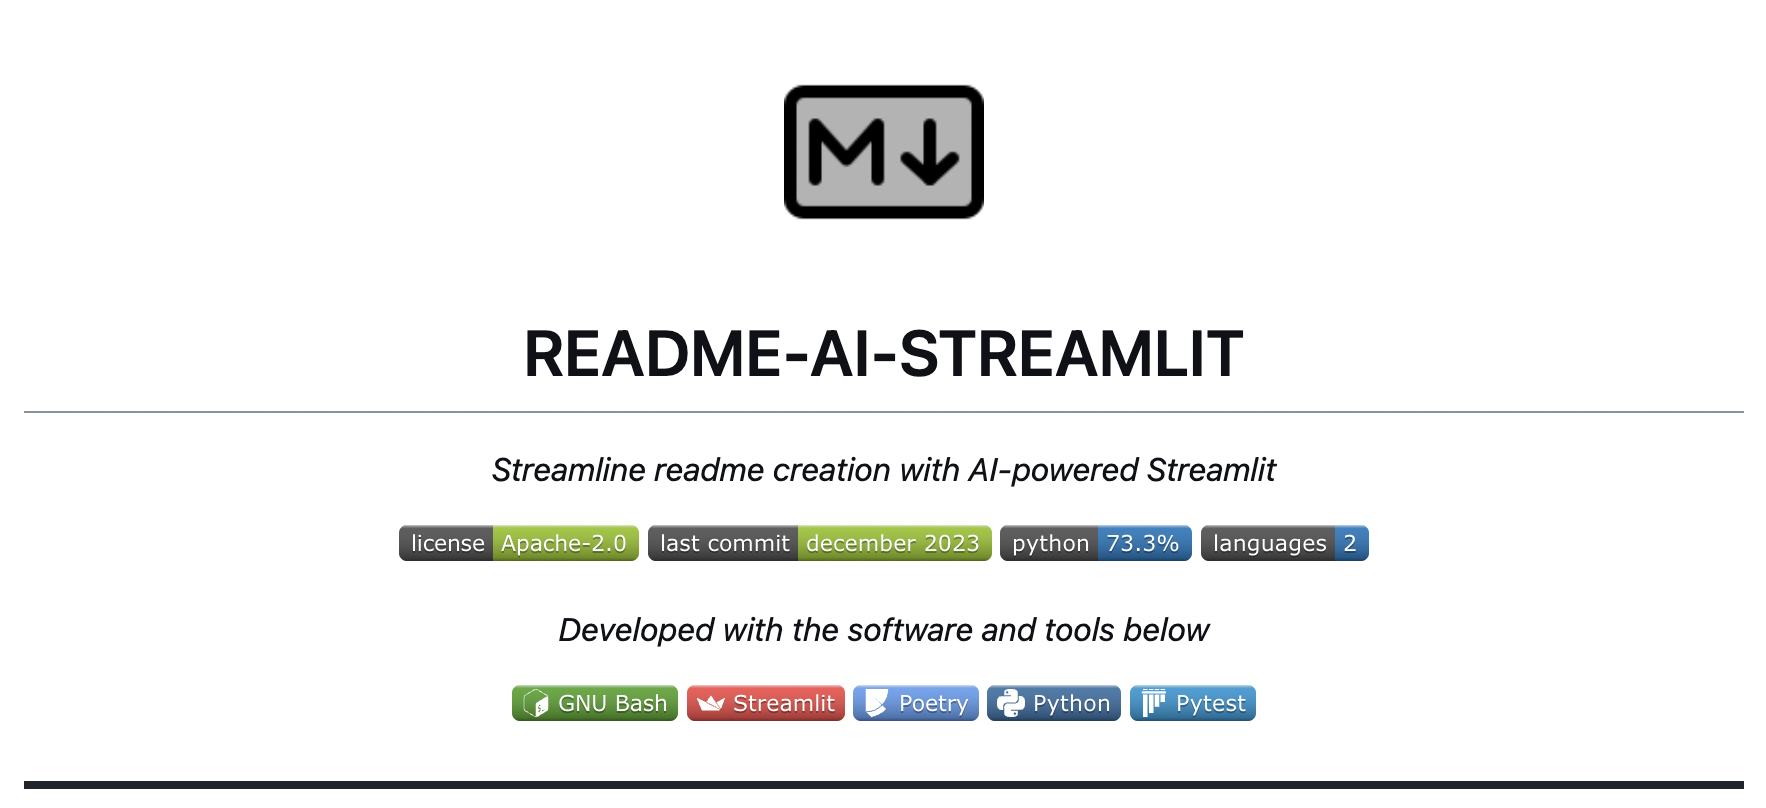 M
README-AI-STREAMLIT
Streamline readme creation with AI-powered Streamlit
license Apache-2.0 last commit december 2023 python 73.3% languages 2
Developed with the software and tools below
GNU Bash Streamlit Poetry Python Pytest